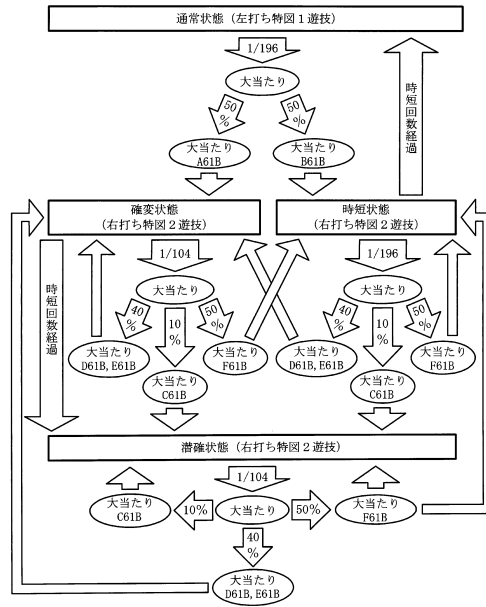 通常状態（左打ち特図１遊技）
1/196
大当たり
50
%
50
%
大当たり
A61B
大当たり
B61B
時短回数経過
確変状態
（右打ち特図２遊技）
時短状態
（右打ち特図２遊技）
1/104
1/196
大当たり
大当たり
時短回数経過
40
%
10
%
50
%
40
%
10
%
50
%
大当たり
D61B, E61B
大当たり
F61B
大当たり
D61B, E61B
大当たり
F61B
大当たり
C61B
大当たり
C61B
潜確状態（右打ち特図２遊技）
1/104
大当たり
C61B
10%
大当たり
50%
大当たり
F61B
40
%
大当たり
D61B, E61B